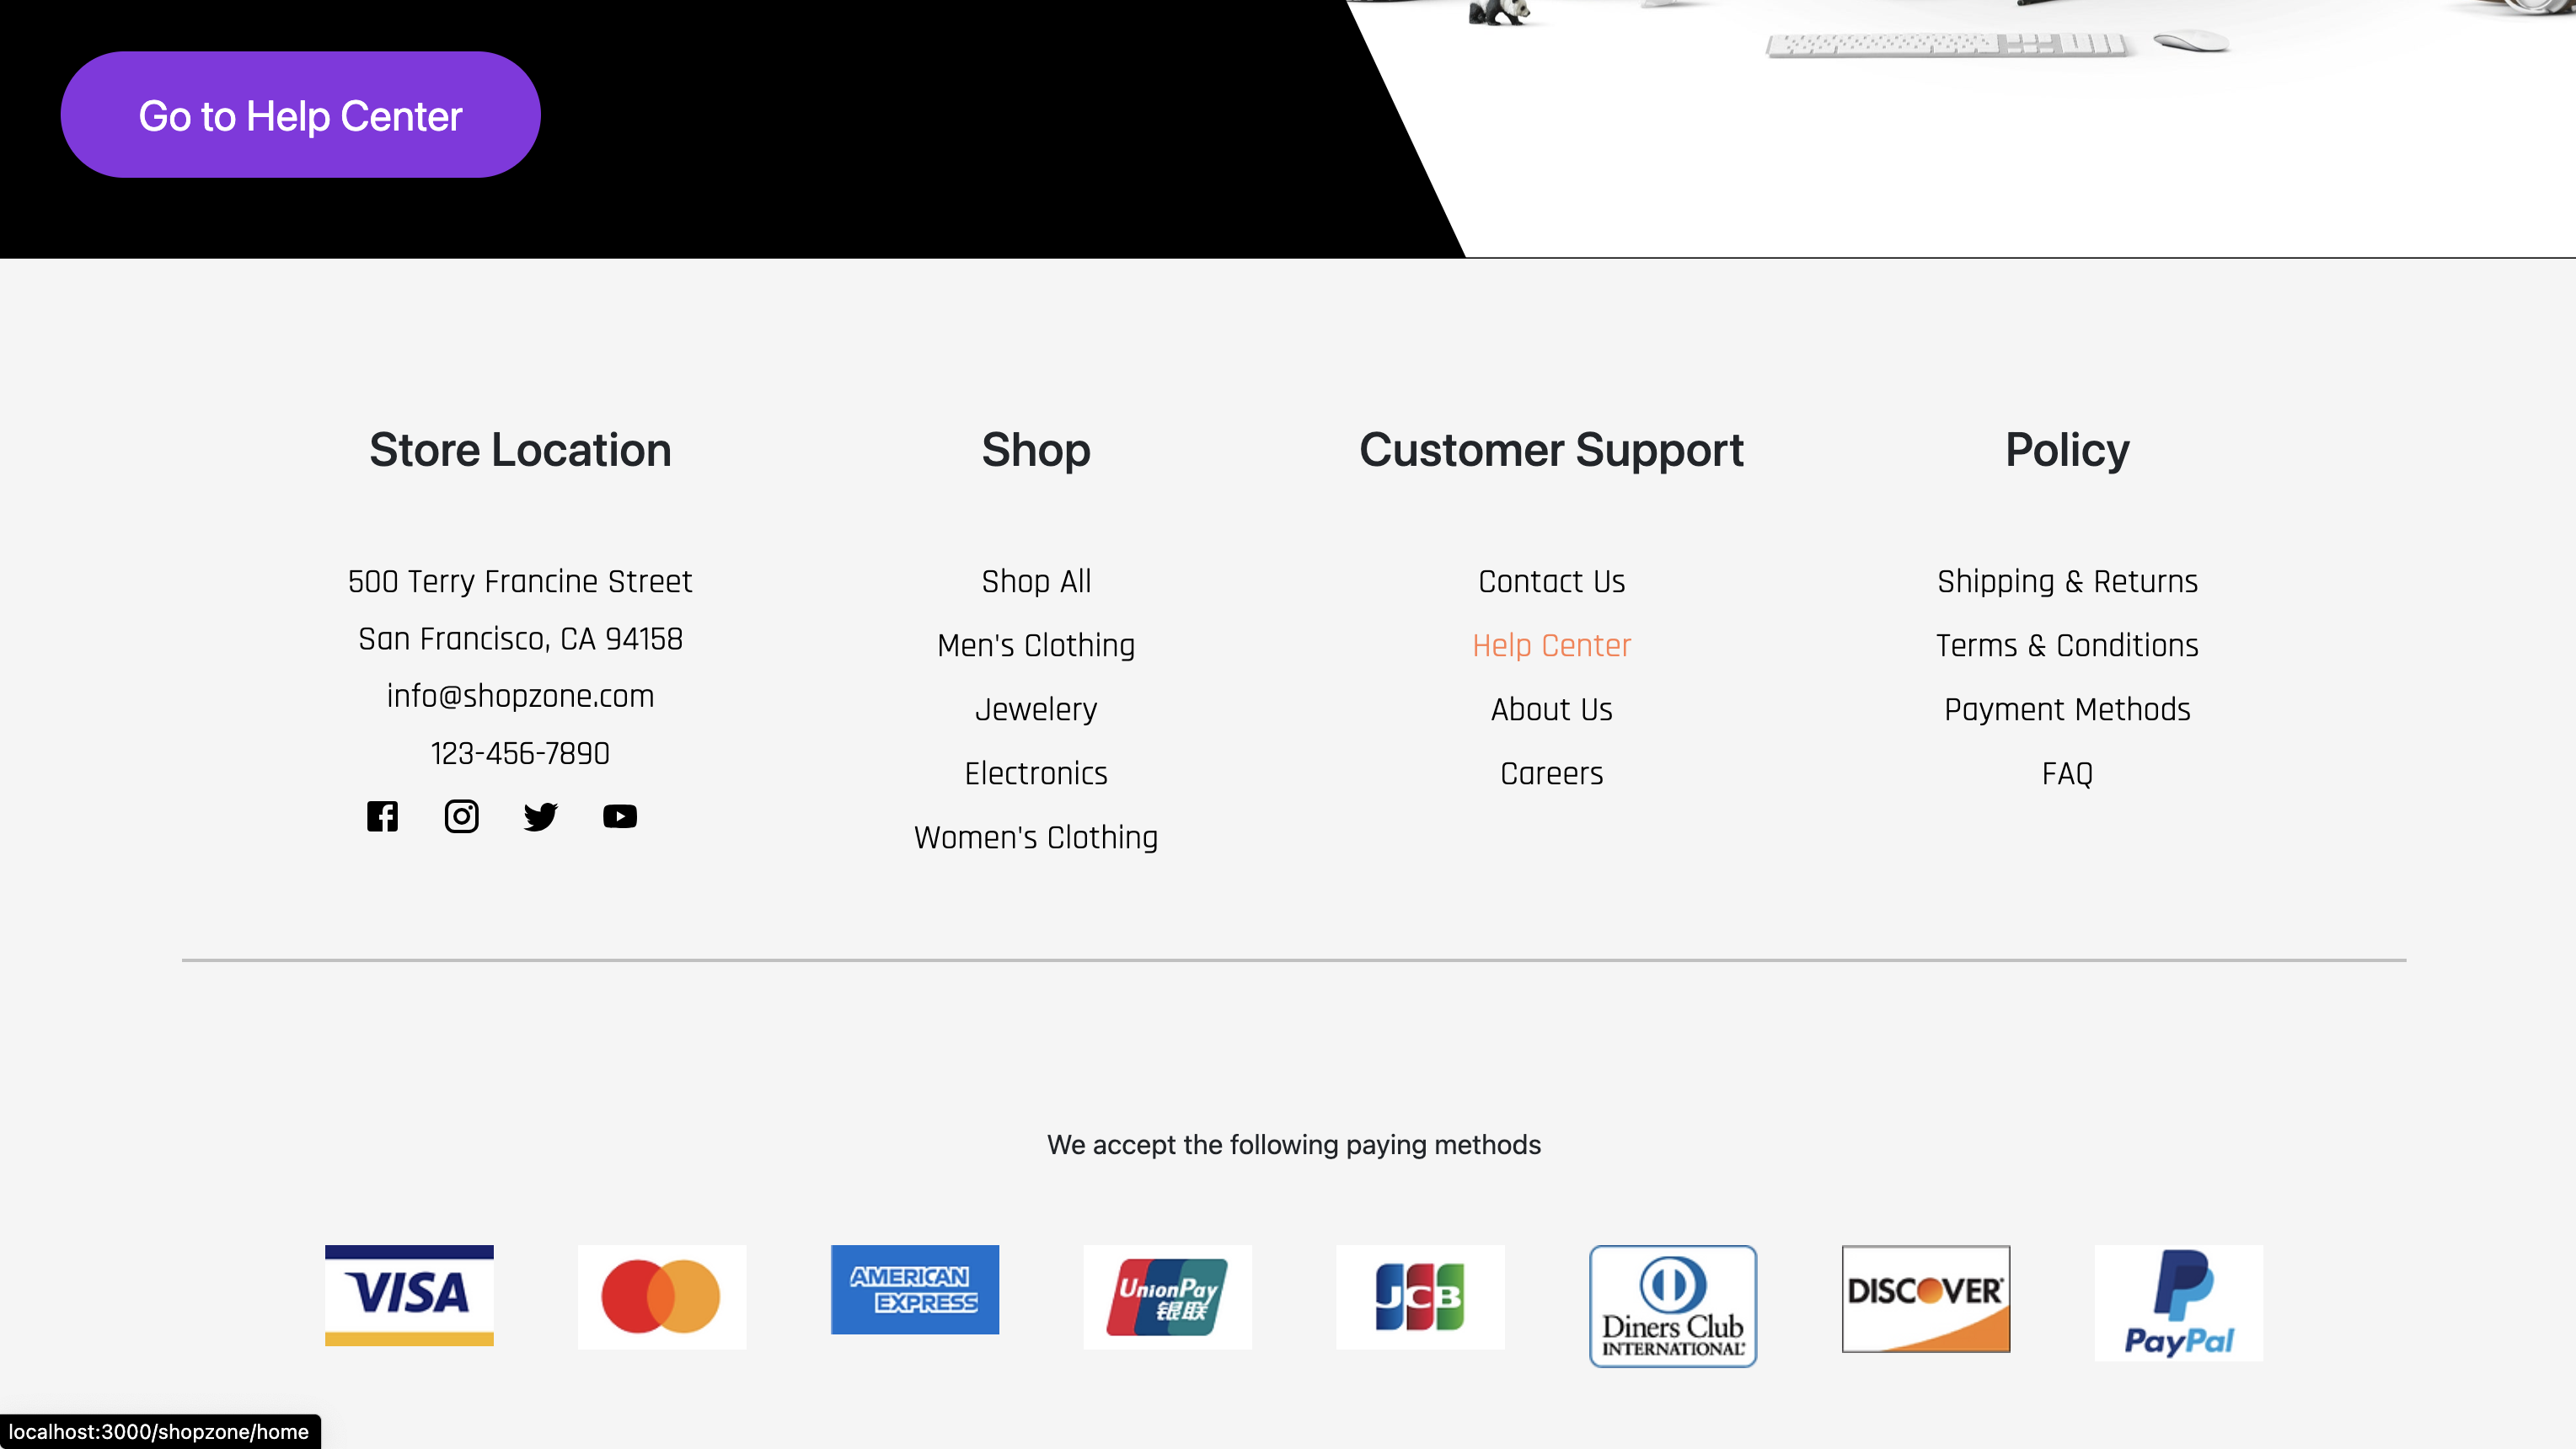 Go to Help Center
Store Location
500 Terry Francine Street
San Francisco, CA 94158
info@shopzone.com
123-456-7890
Shop
Shop All
Men's Clothing
Jewelery
Electronics
Women's Clothing
Customer Support
Contact Us
Help Center
About Us
Careers
Policy
Shipping & Returns
Terms & Conditions
Payment Methods
FAQ
We accept the following paying methods
VISA
AMERICAN
EXPRESS
UnionPay
银联
JCB
Diners Club
INTERNATIONAL®
DISCOVER®
PayPal
localhost:3000/shopzone/home